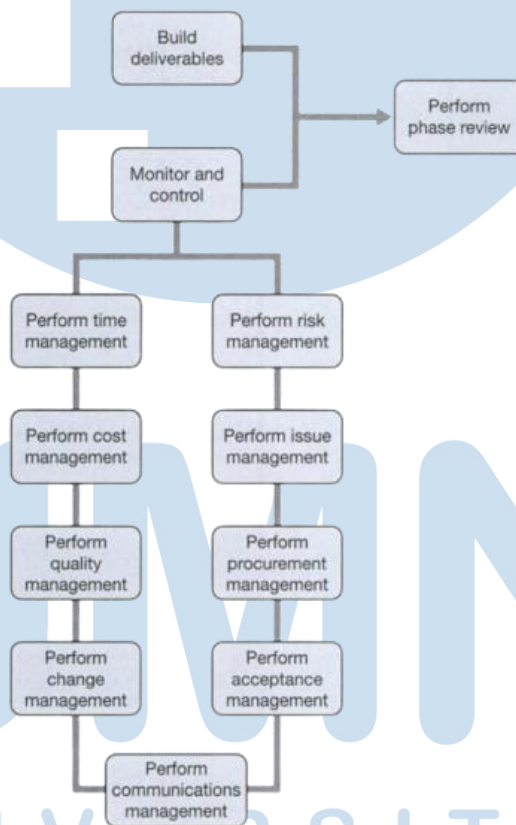 Build
deliverables
Perform
phase review
Monitor and
control
Perform time
management
Perform risk
management
Perform cost
management
Perform issue
management
Perform
quality
management
Perform
procurement
management
Perform
change
management
Perform
acceptance
management
Perform
communications
management
UMN